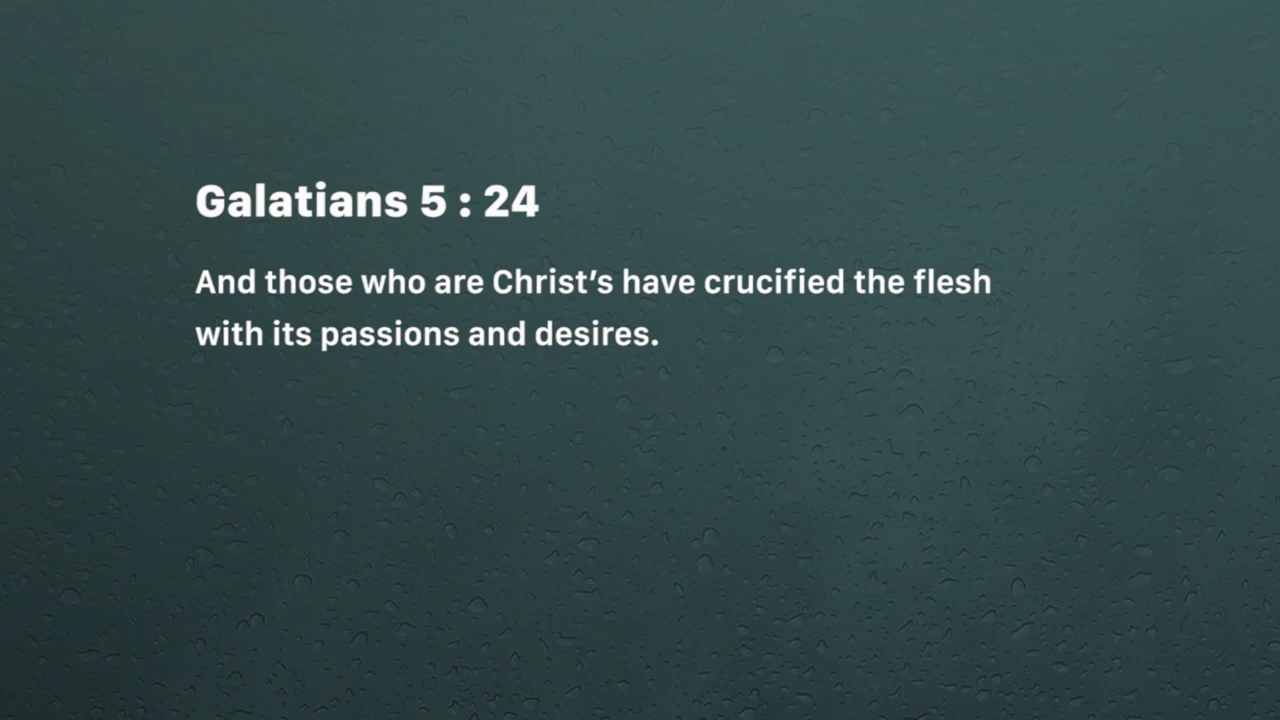 Galatians 5 : 24
And those who are Christ’s have crucified the flesh
with its passions and desires.